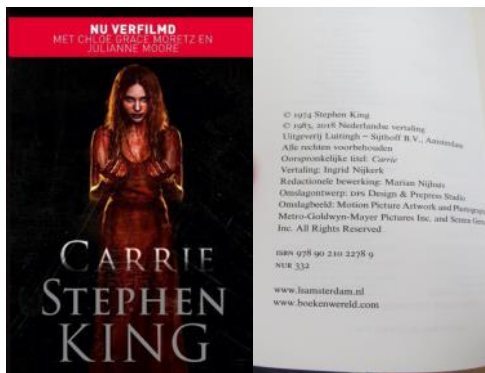 NU VERFILMD
MET CHLOË GRACE MORETZ EN
JULIANNE MOORE
CARRIE
STEPHEN
KING
© 1974 Stephen King
© 1983, 2018 Nederlandse vertaling
Uitgeverij Luitingh – Sijthoff B.V., Amsterdam
Alle rechten voorbehouden
Oorspronkelijke titel: Carrie
Vertaling: Ingrid Nijkerk
Redactionele bewerking: Marian Nijhuis
Omslagontwerp: DPS Design & Prepress Studio
Omslagbeeld: Motion Picture Artwork and
Metro-Goldwyn-Mayer Pictures Inc. and Screen
Inc. All Rights Reserved
ISBN 978 90 210 2278 9
NUR 332
www.lsamsterdam.nl
www.boekenwereld.com